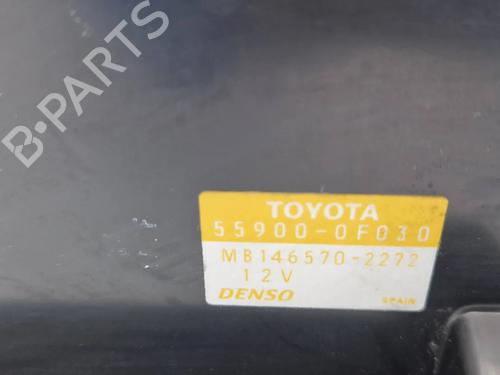 B-PARTS
TOYOTA
55900-0F030
MB146570-2272
12V
DENSO SPAIN